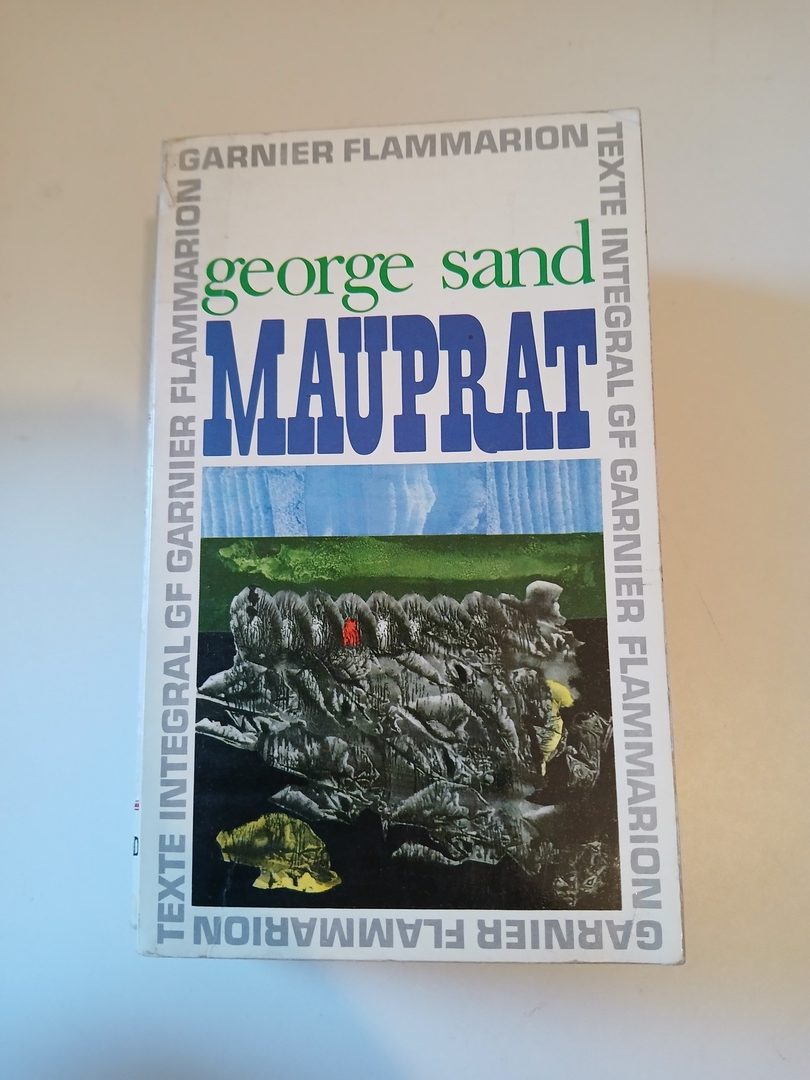 GARNIER FLAMMARION
TEXTE INTEGRAL GF GARNIER FLAMMARION
george sand
MAUPRAT
TEXTE INTEGRAL GF GARNIER FLAMMARION
GARNIER FLAMMARION